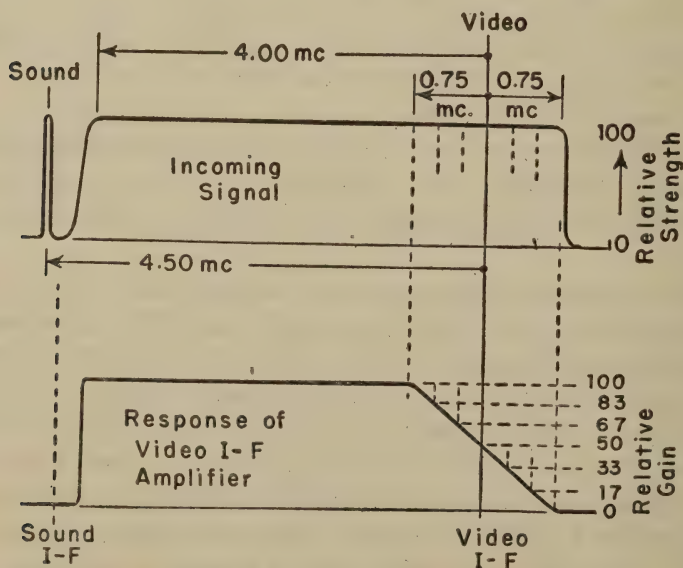 Video
4.00 mc
Sound
0.75
0.75
mc.
mc
100
Incoming
Signal
Relative
Strength
0
4.50 mc
100
Response of
83
Video I-F
67
Amplifier
50
33
17
0
Relative
Gain
Sound
I-F
Video
I-F